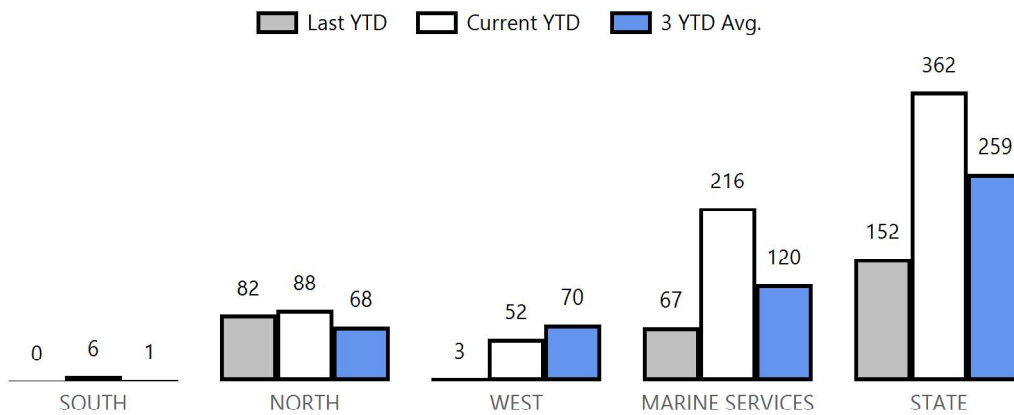 Last YTD Current YTD 3 YTD Avg.
362
259
216
152
120
82 88 68 70 67
52
0 6 1 3
SOUTH NORTH WEST MARINE SERVICES STATE